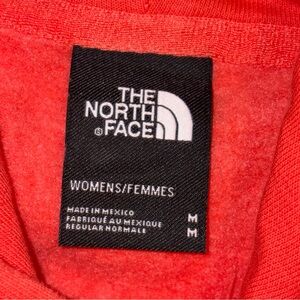 THE
NORTH
FACE
WOMENS/FEMMES
MADE IN MEXICO M
FABRIQUÉ AU MEXIQUE
REGULAR NORMALE M